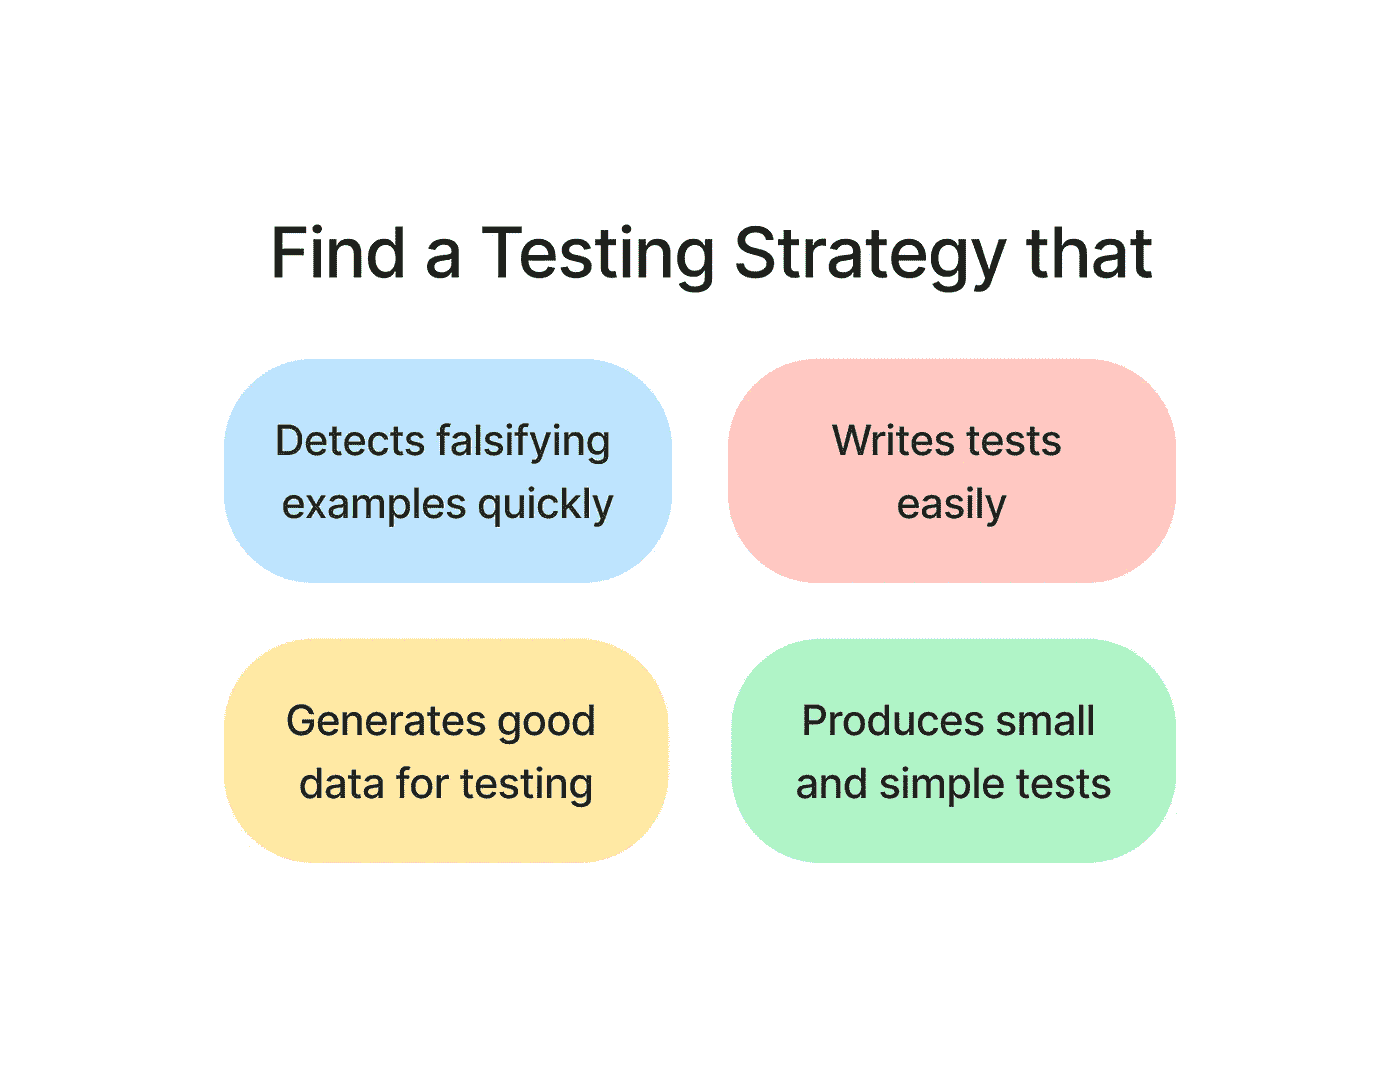 Find a Testing Strategy that
Detects falsifying
examples quickly
Writes tests
easily
Generates good
data for testing
Produces small
and simple tests